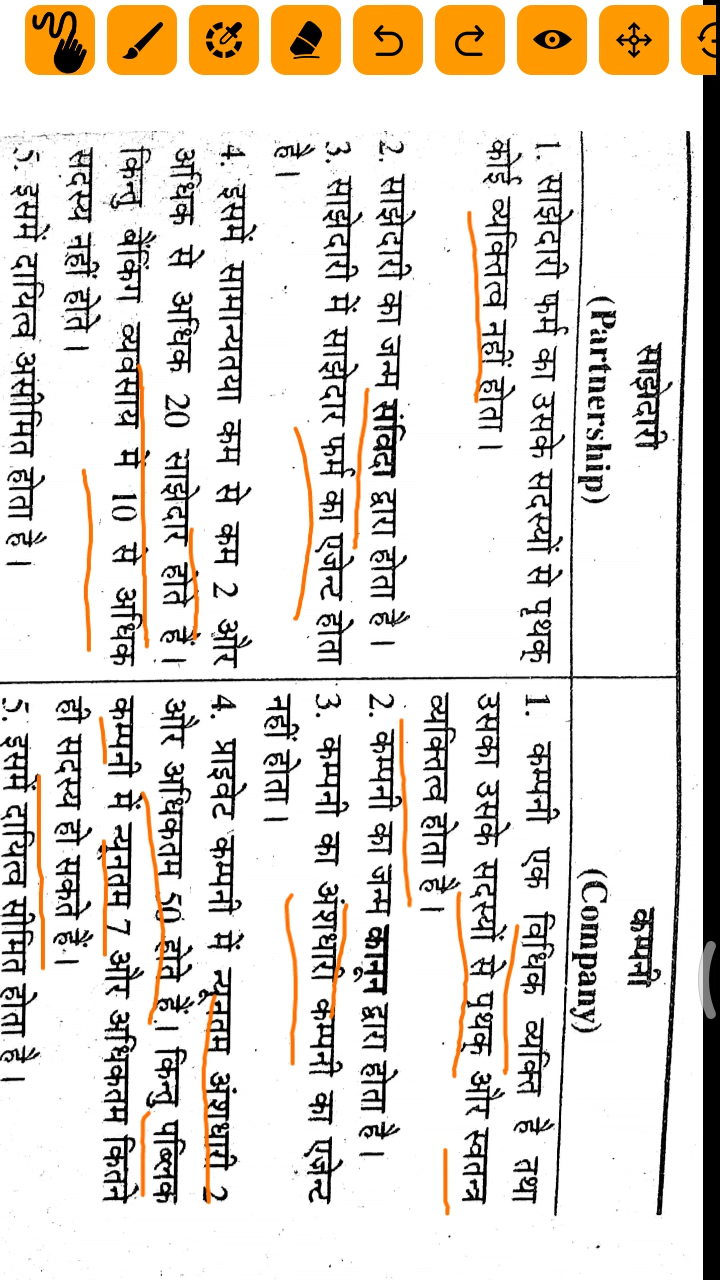 साझेदारी
(Partnership)
1. साझेदारी फर्म का उसके सदस्यों से पृथक्
कोई व्यक्तित्व नहीं होता।
2. साझेदारी का जन्म संविदा द्वारा होता है।
3. साझेदारी में साझेदार फर्म का एजेन्ट होता
है।
4. इसमें सामान्यतया कम से कम 2 और
अधिक से अधिक 20 साझेदार होते हैं।
किन्तु बैंकिंग व्यवसाय में 10 से अधिक
सदस्य नहीं होते।
5. इसमें दायित्व असीमित होता है।
कम्पनी
(Company)
1. कम्पनी एक विधिक व्यक्ति है तथा
उसका उसके सदस्यों से पृथक् और स्वतन्त्र
व्यक्तित्व होता है।
2. कम्पनी का जन्म कानून द्वारा होता है।
3. कम्पनी का अंशधारी कम्पनी का एजेन्ट
नहीं होता।
4. प्राइवेट कम्पनी में न्यूनतम अंशधारी 2
और अधिकतम 50 होते हैं। किन्तु पब्लिक
कम्पनी में न्यूनतम 7 और अधिकतम कितने
ही सदस्य हो सकते हैं।
5. इसमें दायित्व सीमित होता है।